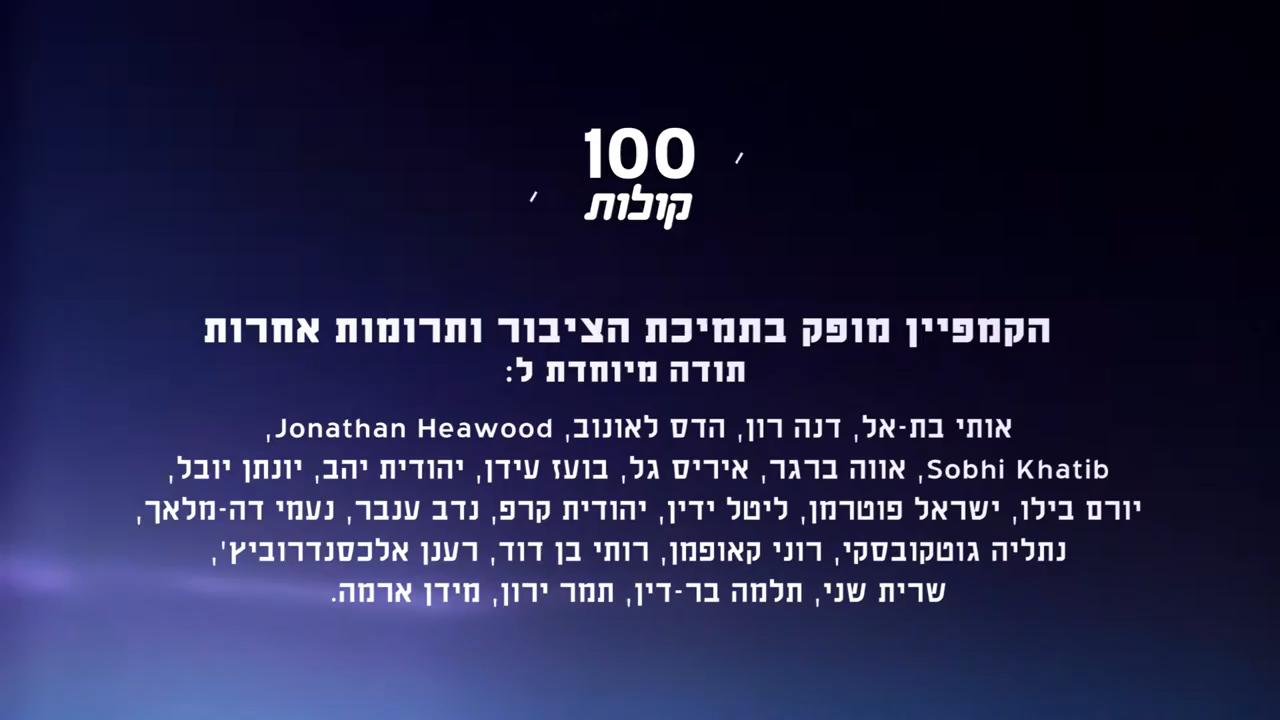 100
קולות
הקמפיין מופק בתמיכת הציבור ותרומות אחרות
תודה מיוחדת ל:
אותי בת-אל, דנה רון, הדס לאונוב, Jonathan Heawood,
Sobhi Khatib, אווה ברגר, איריס גל, בועז עידן, יהודית יהב, יונתן יובל,
יורם בילו, ישראל פוטרמן, ליטל ידין, יהודית קרפ, נדב ענבר, נעמי דה-מלאך,
נתליה גוטקובסקי, רוני קאופמן, רותי בן דוד, רענן אלכסנדרוביץ',
שרית שני, תלמה בר-דין, תמר ירון, מידן ארמה.